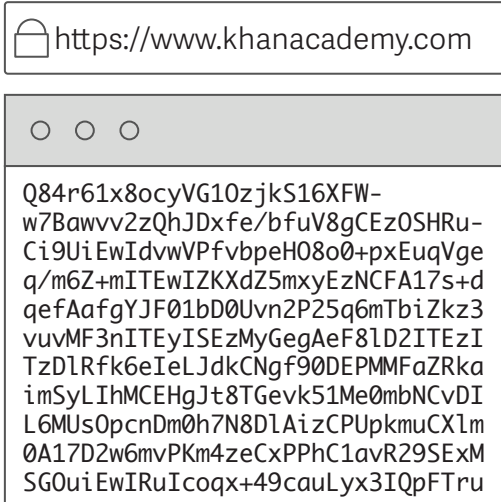 https://www.khanacademy.com
Q84r61x8ocyVG1OzjkS16XFW-
w7Bawvv2zQhJDxfe/bfuV8gCEzOSHRu-
Ci9UiEwIdvwVPfvbpeHO8o0+pxEuqVge
q/m6Z+mITEwIZKXdZ5mxyEzNCFA17s+d
qefAafgYJF01bD0Uvn2P25q6mTbiZkz3
vuvMF3nITEyISEzMyGegAeF8lD2ITEzI
TzDlRfk6eIeLJdkCNgf90DEPMMFaZRka
imSyLIhMCEHgJt8TGevk51Me0mbNCvDI
L6MUsOpcnDm0h7N8DlAizCPUpkmuCXlm
0A17D2w6mvPKm4zeCxPPhC1avR29SExM
SGOuiEwIRuIcoqx+49cauLyx3IQpFTru